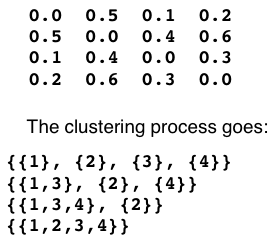 0.0 0.5 0.1 0.2
0.5 0.0 0.4 0.6
0.1 0.4 0.0 0.3
0.2 0.6 0.3 0.0
The clustering process goes:
{{1}, {2}, {3}, {4}}
{{1,3}, {2}, {4}}
{{1,3,4}, {2}}
{{1,2,3,4}}